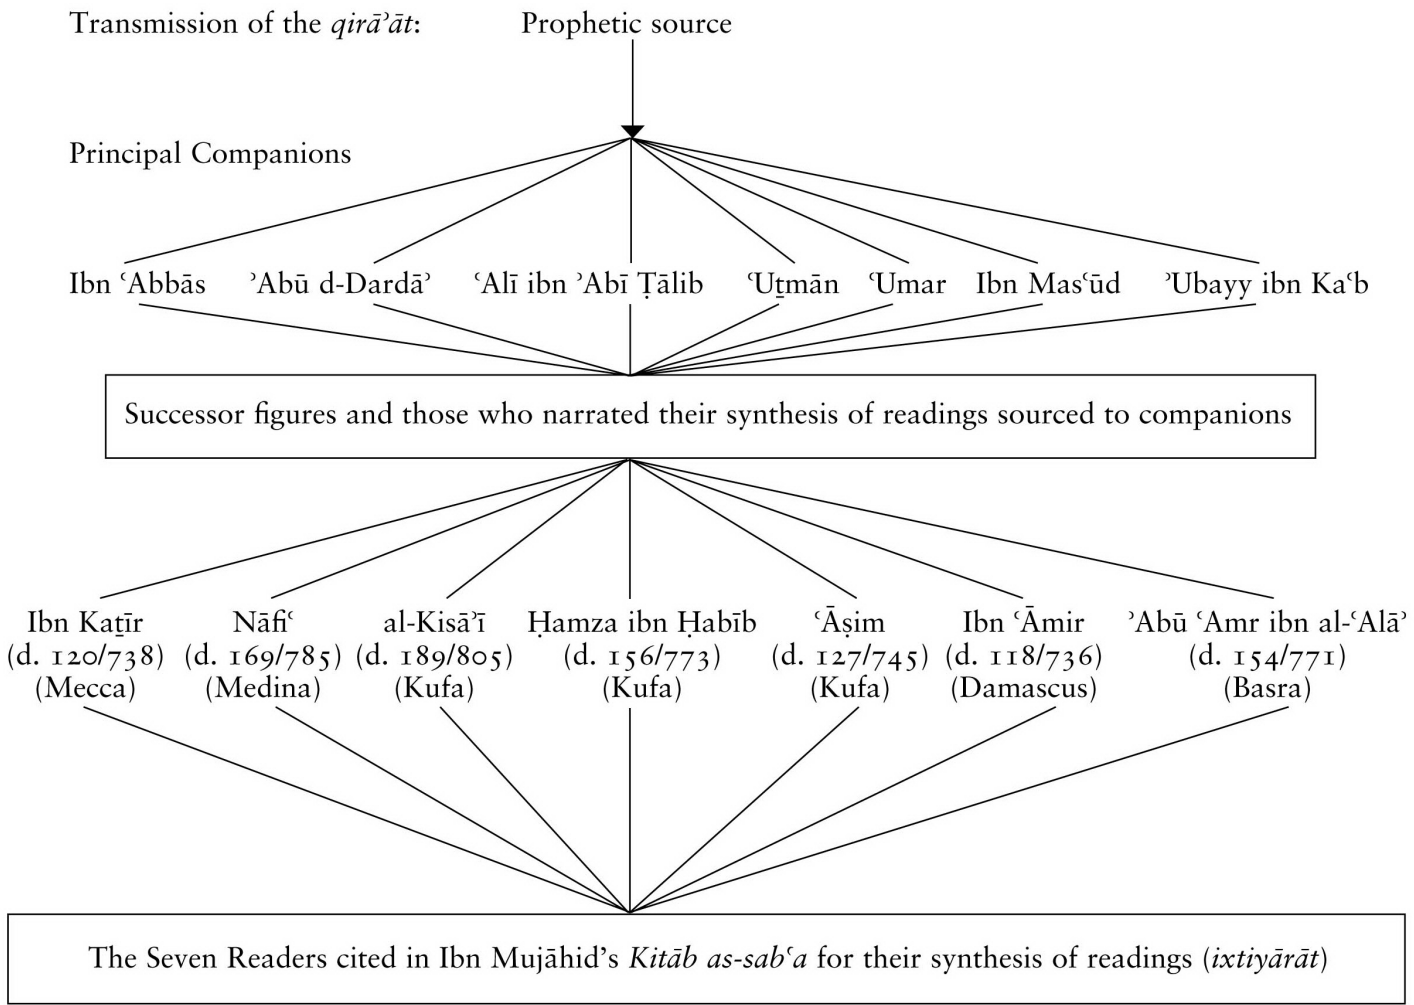 Transmission of the qirāʾāt: Prophetic source
Principal Companions
Ibn ʿAbbās ʾAbū d-Dardāʾ ʿAlī ibn ʾAbī Ṭālib ʿUṯmān ʿUmar Ibn Masʿūd ʾUbayy ibn Kaʿb
Successor figures and those who narrated their synthesis of readings sourced to companions
Ibn Kaṯīr Nāfiʿ al-Kisāʾī Ḥamza ibn Ḥabīb ʿĀṣim Ibn ʿĀmir ʾAbū ʿAmr ibn al-ʿAlāʾ
(d. 120/738) (d. 169/785) (d. 189/805) (d. 156/773) (d. 127/745) (d. 118/736) (d. 154/771)
(Mecca) (Medina) (Kufa) (Kufa) (Kufa) (Damascus) (Basra)
The Seven Readers cited in Ibn Mujāhid’s Kitāb as-sabʿa for their synthesis of readings (ixtiyārāt)